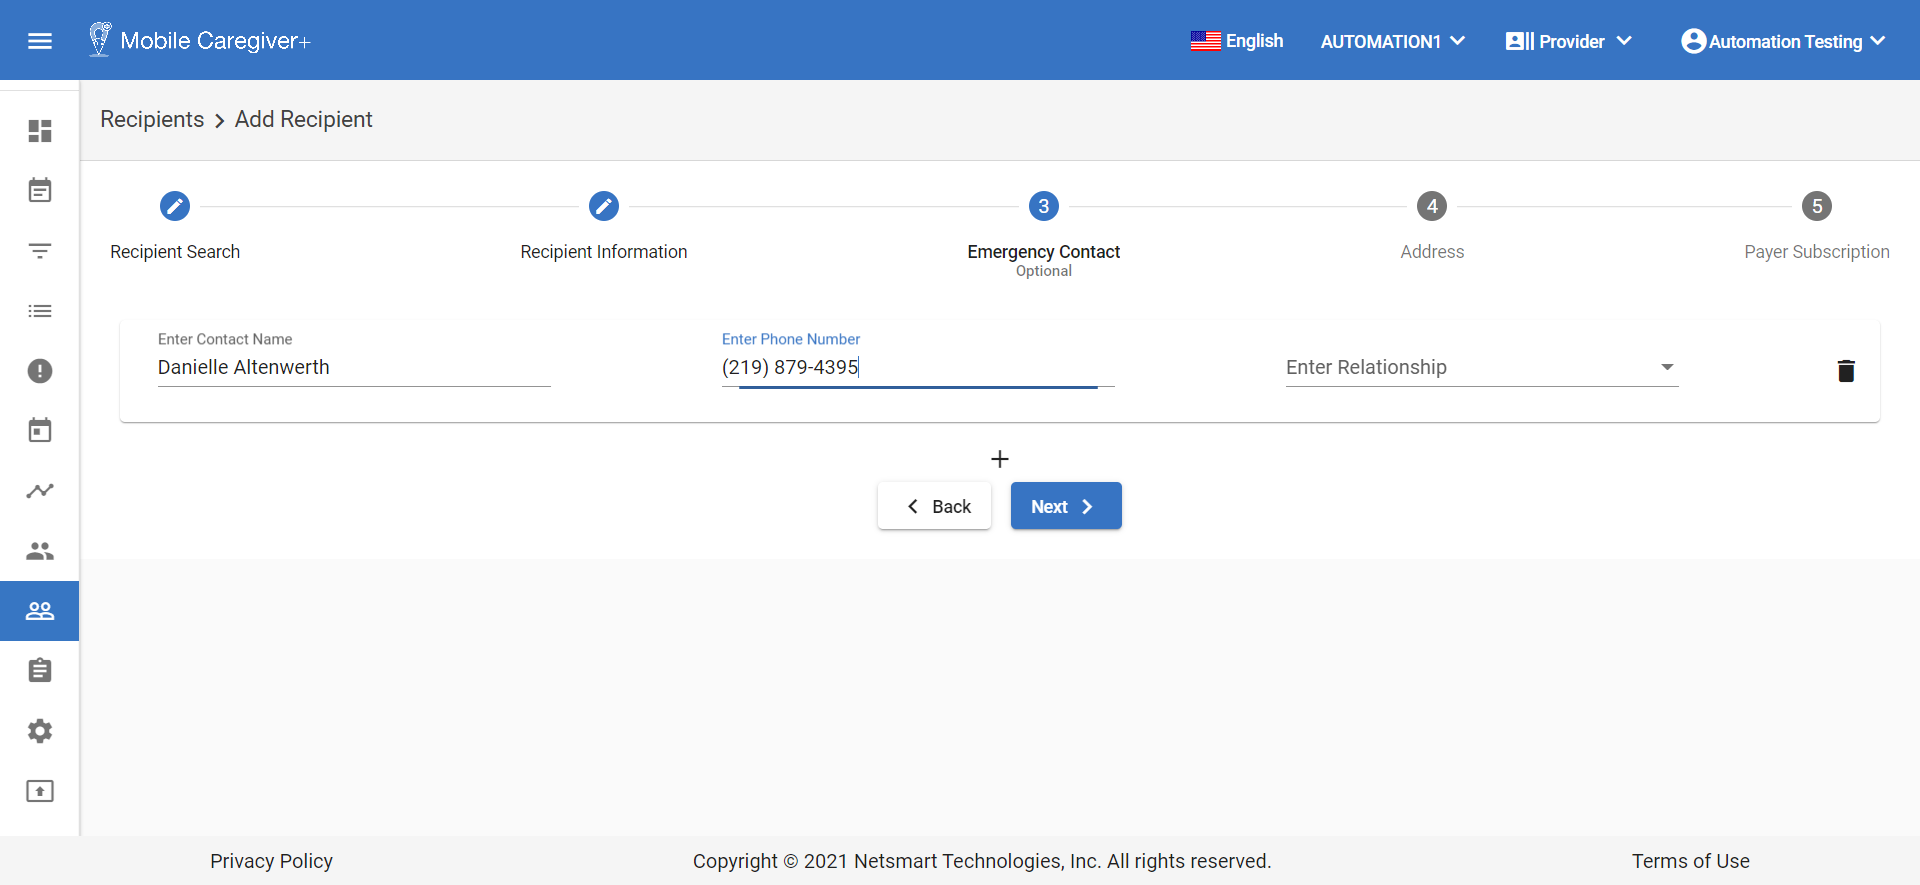 Mobile Caregiver+
English
AUTOMATION1
Provider
Automation Testing
Recipients > Add Recipient
3
4
5
Recipient Search
Recipient Information
Emergency Contact
Optional
Address
Payer Subscription
Enter Contact Name
Danielle Altenwerth
Enter Phone Number
(219) 879-4395
Enter Relationship
+
Back
Next
Privacy Policy
Copyright © 2021 Netsmart Technologies, Inc. All rights reserved.
Terms of Use